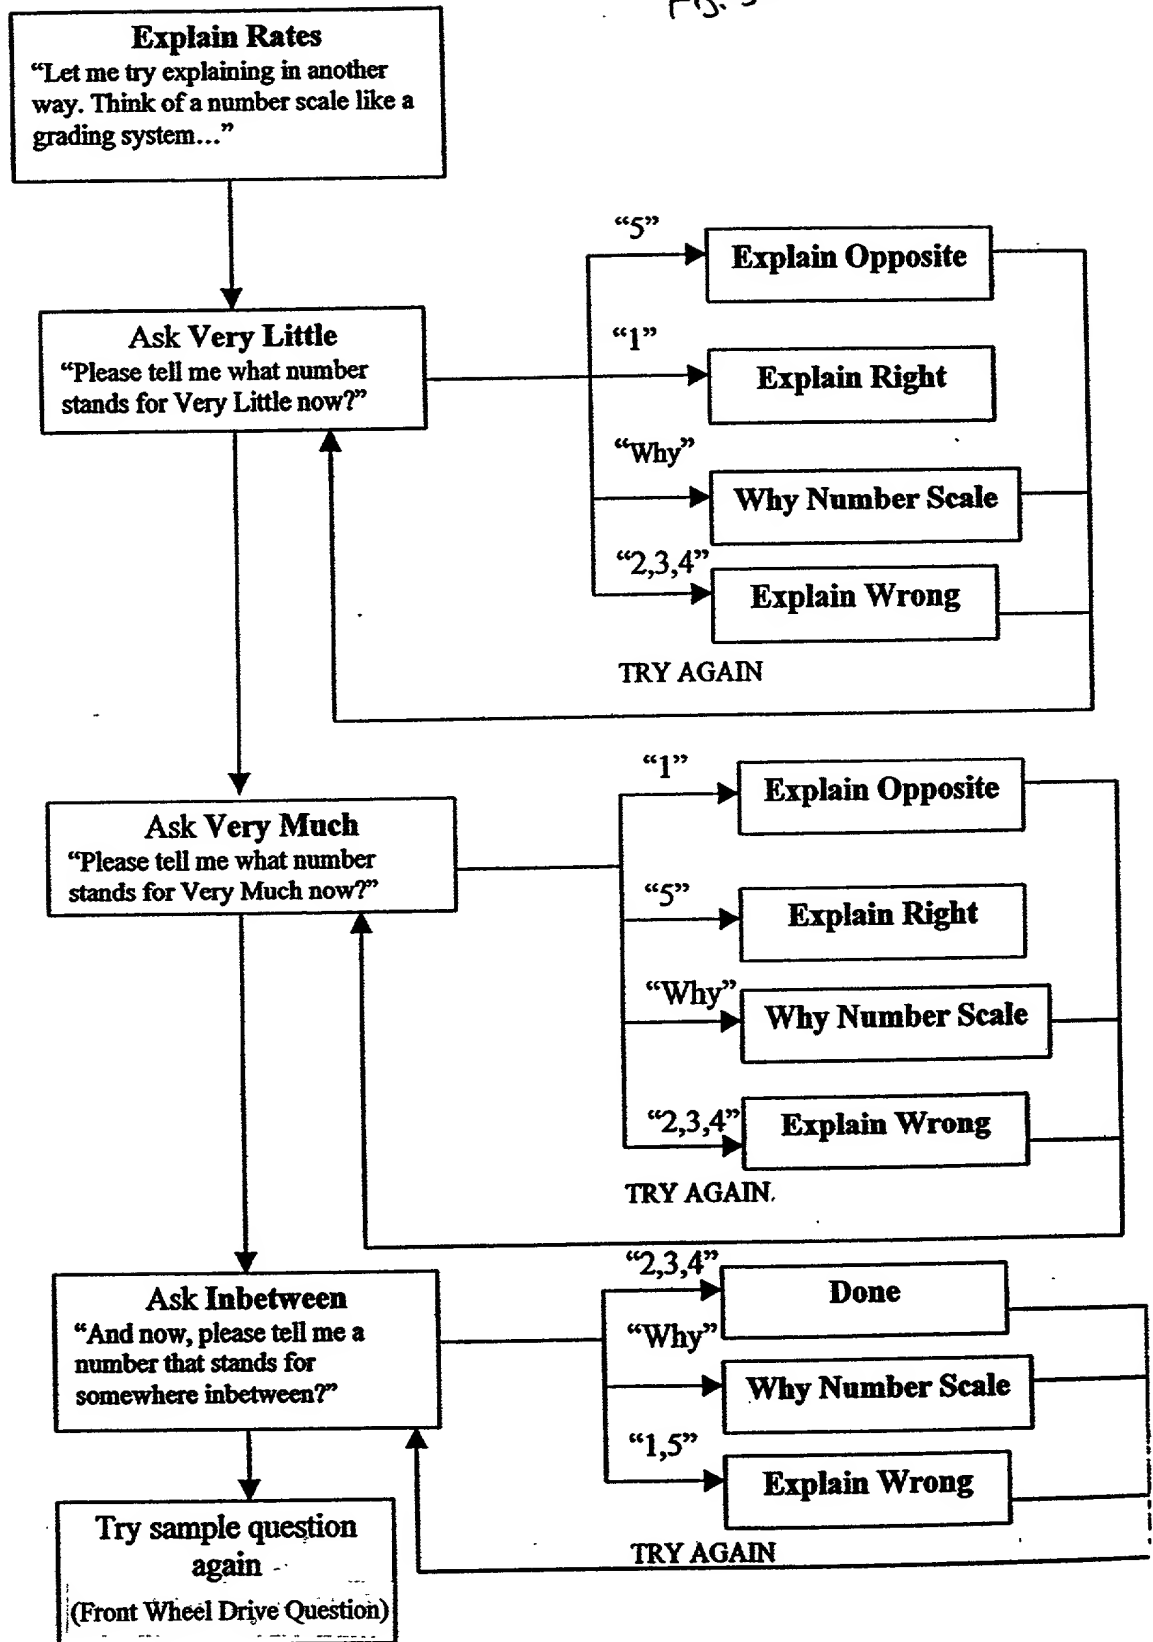 Fig. 5
Explain Rates
“Let me try explaining in another
way. Think of a number scale like a
grading system...”
Ask Very Little
“Please tell me what number
stands for Very Little now?”
“5”
Explain Opposite
“1”
Explain Right
“Why”
Why Number Scale
“2,3,4”
Explain Wrong
TRY AGAIN
Ask Very Much
“Please tell me what number
stands for Very Much now?”
“1”
Explain Opposite
“5”
Explain Right
“Why”
Why Number Scale
“2,3,4”
Explain Wrong
TRY AGAIN
Ask Inbetween
“And now, please tell me a
number that stands for
somewhere inbetween?”
“2,3,4”
Done
“Why”
Why Number Scale
“1,5”
Explain Wrong
TRY AGAIN
Try sample question
again
(Front Wheel Drive Question)